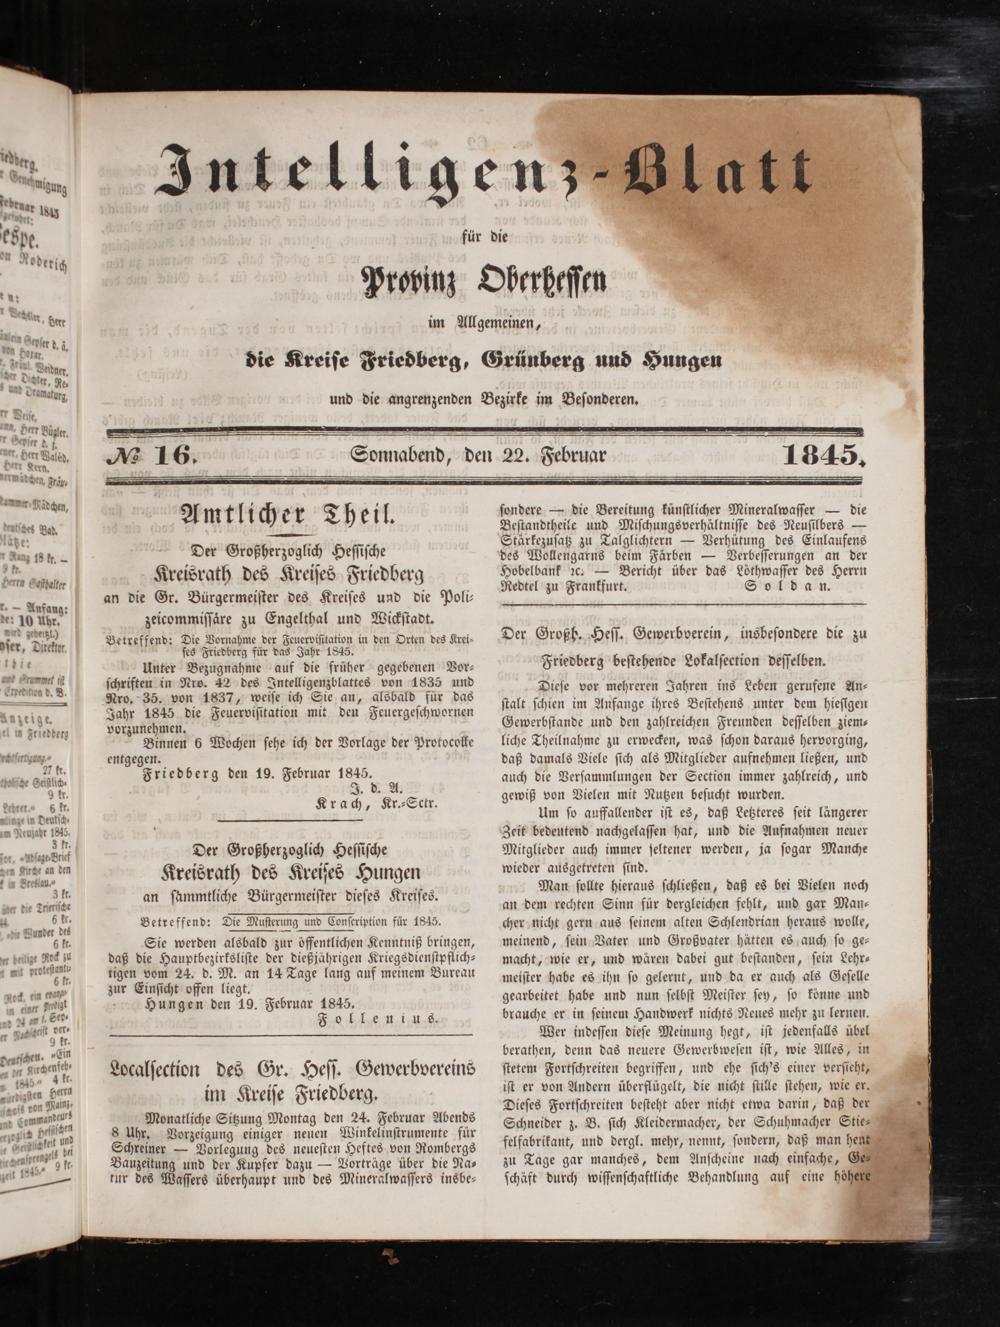 Intelligenz-Blatt
für die
Provinz Oberhessen
im Allgemeinen,
die Kreise Friedberg, Grünberg und Hungen
und die angrenzenden Bezirke im Besonderen.
№ 16. Sonnabend, den 22. Februar 1845.
Amtlicher Theil.
Der Großherzoglich Hessische
Kreisrath des Kreises Friedberg
an die Gr. Bürgermeister des Kreises und die Poli-
zeicommissäre zu Engelthal und Wickstadt.
Betreffend: Die Vornahme der Feuervisitation in den Orten des Krei-
ses Friedberg für das Jahr 1845.
Unter Bezugnahme auf die früher gegebenen Vor-
schriften in Nro. 42 des Intelligenzblattes von 1835 und
Nro. 35. von 1837, weise ich Sie an, alsbald für das
Jahr 1845 die Feuervisitation mit den Feuergeschwornen
vorzunehmen.
Binnen 6 Wochen sehe ich der Vorlage der Protocolle
entgegen.
Friedberg den 19. Februar 1845.
J. d. A.
Krach, Kr.-Sctr.
Der Großherzoglich Hessische
Kreisrath des Kreises Hungen
an sämmtliche Bürgermeister dieses Kreises.
Betreffend: Die Musterung und Conscription für 1845.
Sie werden alsbald zur öffentlichen Kenntniß bringen,
daß die Hauptbezirksliste der dießjährigen Kriegsdienstpflich-
tigen vom 24. d. M. an 14 Tage lang auf meinem Bureau
zur Einsicht offen liegt.
Hungen den 19. Februar 1845.
Follenius.
Localsection des Gr. Hess. Gewerbvereins
im Kreise Friedberg.
Monatliche Sitzung Montag den 24. Februar Abends
8 Uhr. Vorzeigung einiger neuen Winkelinstrumente für
Schreiner — Vorlegung des neuesten Heftes von Rombergs
Bauzeitung und der Kupfer dazu — Vorträge über die Na-
tur des Wassers überhaupt und des Mineralwassers insbe-
sondere — die Bereitung künstlicher Mineralwasser — die
Bestandtheile und Mischungsverhältnisse des Neusilbers —
Stärkezusatz zu Talglichtern — Verhütung des Einlaufens
des Wollengarns beim Färben — Verbesserungen an der
Hobelbank ꝛc. — Bericht über das Löthwasser des Herrn
Nedtel zu Frankfurt. Soldan.
Der Großh. Hess. Gewerbverein, insbesondere die zu
Friedberg bestehende Lokalsection desselben.
Diese vor mehreren Jahren ins Leben gerufene An-
stalt schien im Anfange ihres Bestehens unter dem hiesigen
Gewerbstande und den zahlreichen Freunden desselben ziem-
liche Theilnahme zu erwecken, was schon daraus hervorging,
daß damals Viele sich als Mitglieder aufnehmen ließen, und
auch die Versammlungen der Section immer zahlreich, und
gewiß von Vielen mit Nutzen besucht wurden.
Um so auffallender ist es, daß Letzteres seit längerer
Zeit bedeutend nachgelassen hat, und die Aufnahmen neuer
Mitglieder auch immer seltener werden, ja sogar Manche
wieder ausgetreten sind.
Man sollte hieraus schließen, daß es bei Vielen noch
an dem rechten Sinn für dergleichen fehlt, und gar Man-
cher nicht gern aus seinem alten Schlendrian heraus wolle,
meinend, sein Vater und Großvater hätten es auch so ge-
macht, wie er, und wären dabei gut bestanden, sein Lehr-
meister habe es ihn so gelernt, und da er auch als Geselle
gearbeitet habe und nun selbst Meister sey, so könne und
brauche er in seinem Handwerk nichts Neues mehr zu lernen.
Wer indessen diese Meinung hegt, ist jedenfalls übel
berathen, denn das neuere Gewerbwesen ist, wie Alles, in
stetem Fortschreiten begriffen, und ehe sich's einer versieht,
ist er von Andern überflügelt, die nicht stille stehen, wie er.
Dieses Fortschreiten besteht aber nicht etwa darin, daß der
Schneider z. B. sich Kleidermacher, der Schuhmacher Stie-
felfabrikant, und dergl. mehr, nennt, sondern, daß man heut
zu Tage gar manches, dem Anscheine nach einfache, Ge-
schäft durch wissenschaftliche Behandlung auf eine höhere